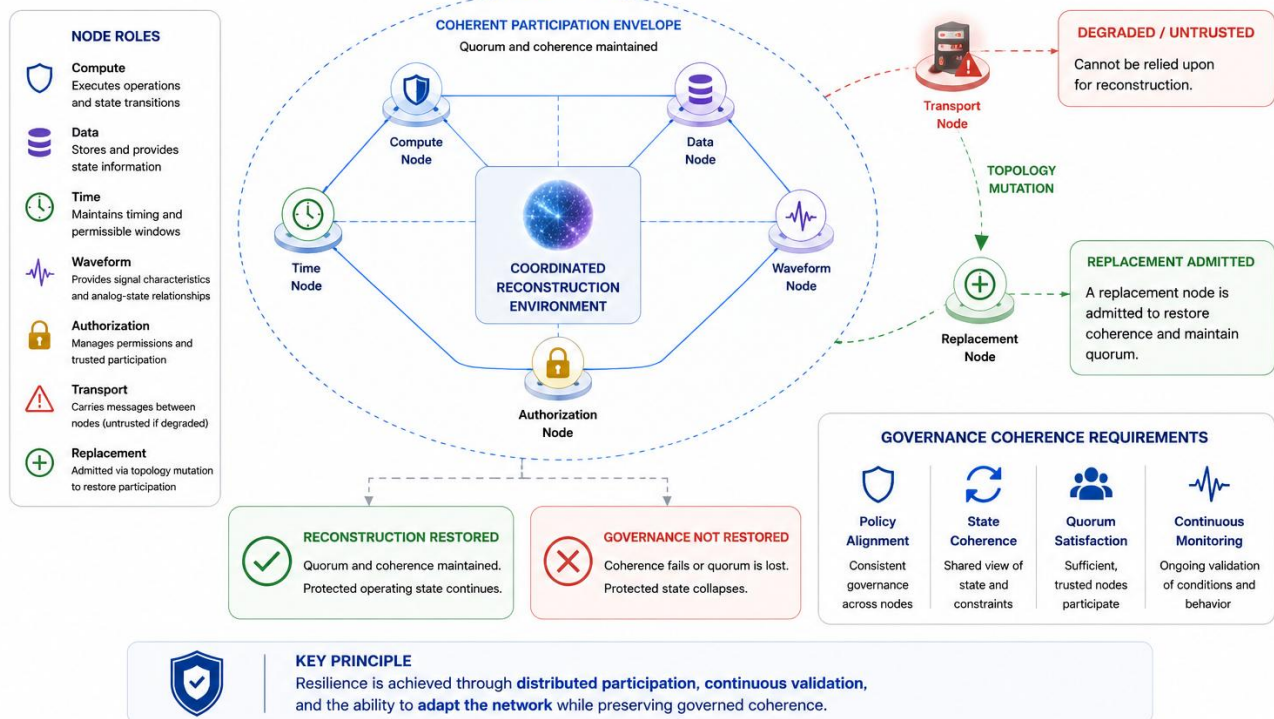 NODE ROLES
Compute
Executes operations
and state transitions
Data
Stores and provides
state information
Time
Maintains timing and
permissible windows
Waveform
Provides signal characteristics
and analog-state relationships
Authorization
Manages permissions and
trusted participation
Transport
Carries messages between
nodes (untrusted if degraded)
Replacement
Admitted via topology mutation
to restore participation
COHERENT PARTICIPATION ENVELOPE
Quorum and coherence maintained
Compute
Node
Data
Node
Time
Node
COORDINATED
RECONSTRUCTION
ENVIRONMENT
Waveform
Node
Authorization
Node
Transport
Node
DEGRADED / UNTRUSTED
Cannot be relied upon
for reconstruction.
TOPOLOGY
MUTATION
Replacement
Node
REPLACEMENT ADMITTED
A replacement node is
admitted to restore
coherence and maintain
quorum.
RECONSTRUCTION RESTORED
Quorum and coherence maintained.
Protected operating state continues.
GOVERNANCE NOT RESTORED
Coherence fails or quorum is lost.
Protected state collapses.
GOVERNANCE COHERENCE REQUIREMENTS
Policy
Alignment
Consistent
governance
across nodes
State
Coherence
Shared view of
state and
constraints
Quorum
Satisfaction
Sufficient,
trusted nodes
participate
Continuous
Monitoring
Ongoing validation
of conditions and
behavior
KEY PRINCIPLE
Resilience is achieved through distributed participation, continuous validation,
and the ability to adapt the network while preserving governed coherence.